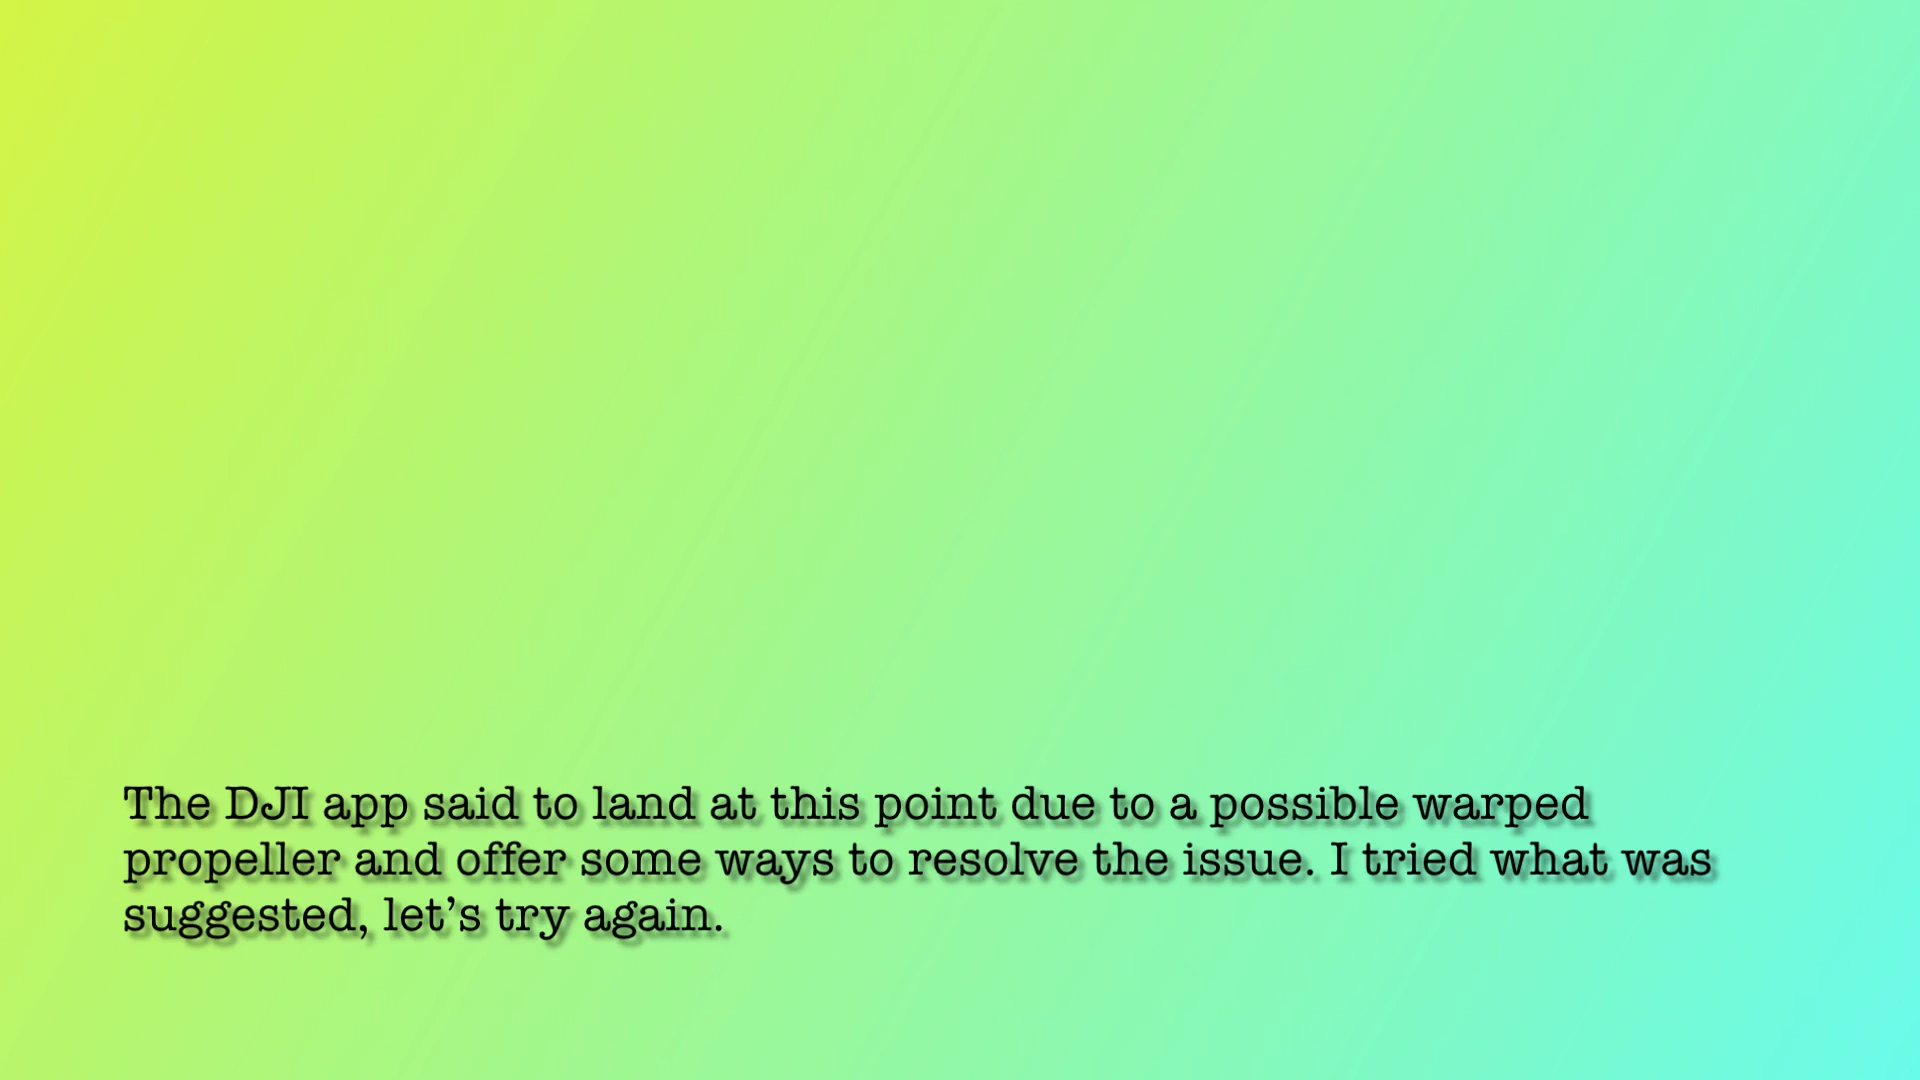 The DJI app said to land at this point due to a possible warped
propeller and offer some ways to resolve the issue. I tried what was
suggested, let’s try again.